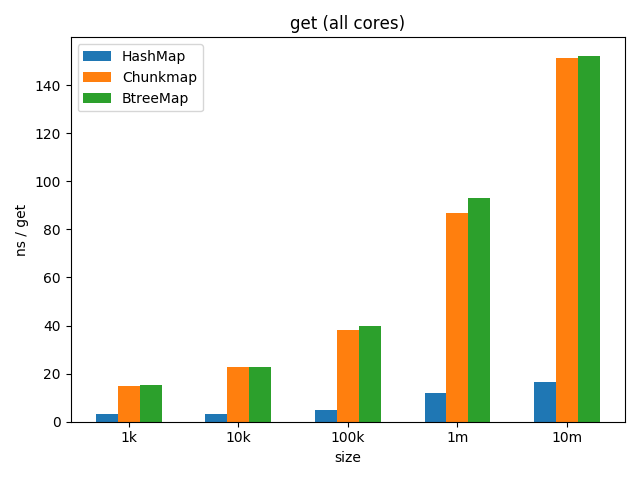 get (all cores)
HashMap
Chunkmap
BtreeMap
140
120
100
80
60
40
20
0
ns / get
1k 10k 100k 1m 10m
size